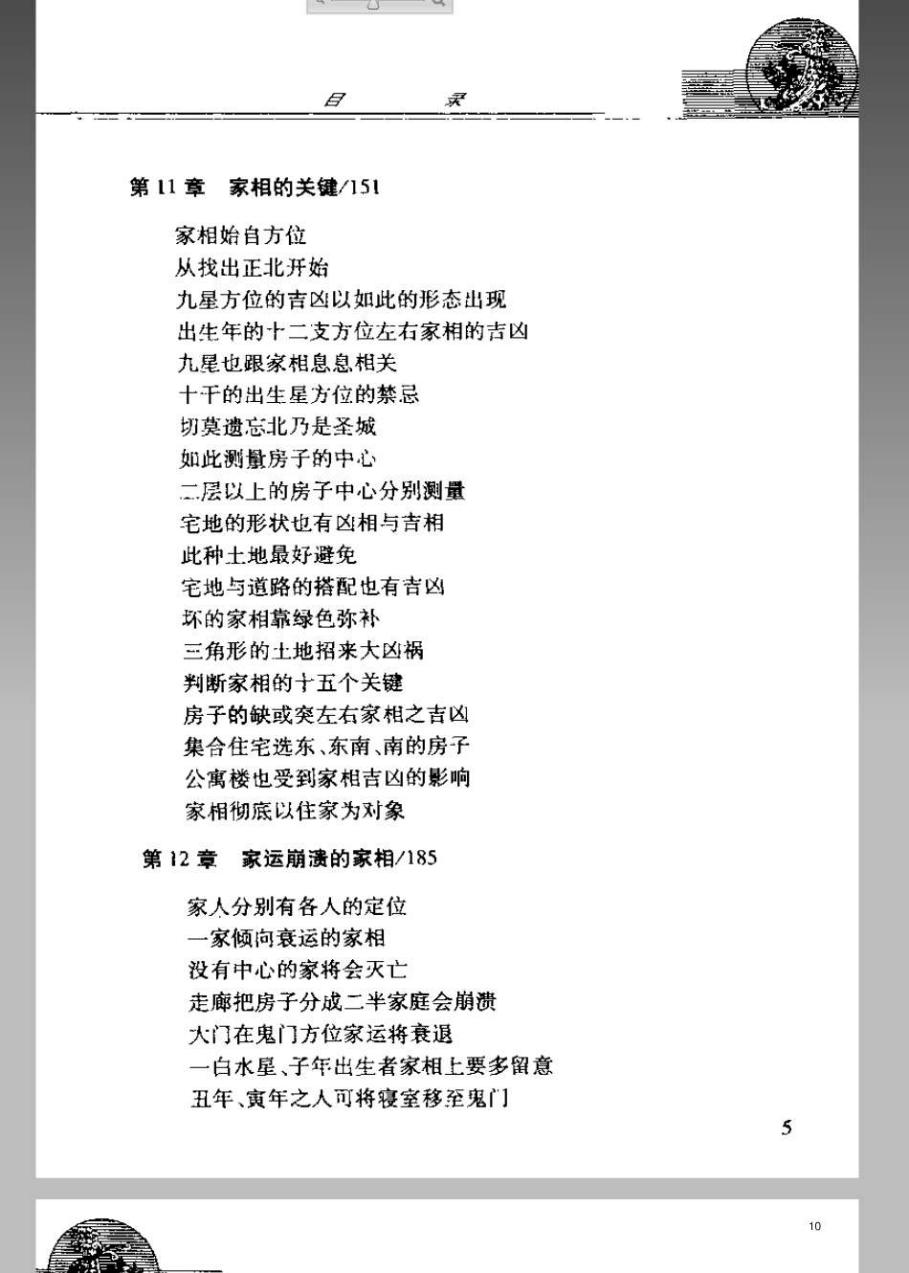 目 录
第11章 家相的关键/151
家相始自方位
从找出正北开始
九星方位的吉凶以如此的形态出现
出生年的十二支方位左右家相的吉凶
九星也跟家相息息相关
十干的出生星方位的禁忌
切莫遗忘北乃是圣城
如此测量房子的中心
二层以上的房子中心分别测量
宅地的形状也有凶相与吉相
此种土地最好避免
宅地与道路的搭配也有吉凶
坏的家相靠绿色弥补
三角形的土地招来大凶祸
判断家相的十五个关键
房子的缺或突左右家相之吉凶
集合住宅选东、东南、南的房子
公寓楼也受到家相吉凶的影响
家相彻底以住家为对象
第12章 家运崩溃的家相/185
家人分别有各人的定位
一家倾向衰运的家相
没有中心的家将会灭亡
走廊把房子分成二半家庭会崩溃
大门在鬼门方位家运将衰退
一白水星、子年出生者家相上要多留意
丑年、寅年之人可将寝室移至鬼门
5
10